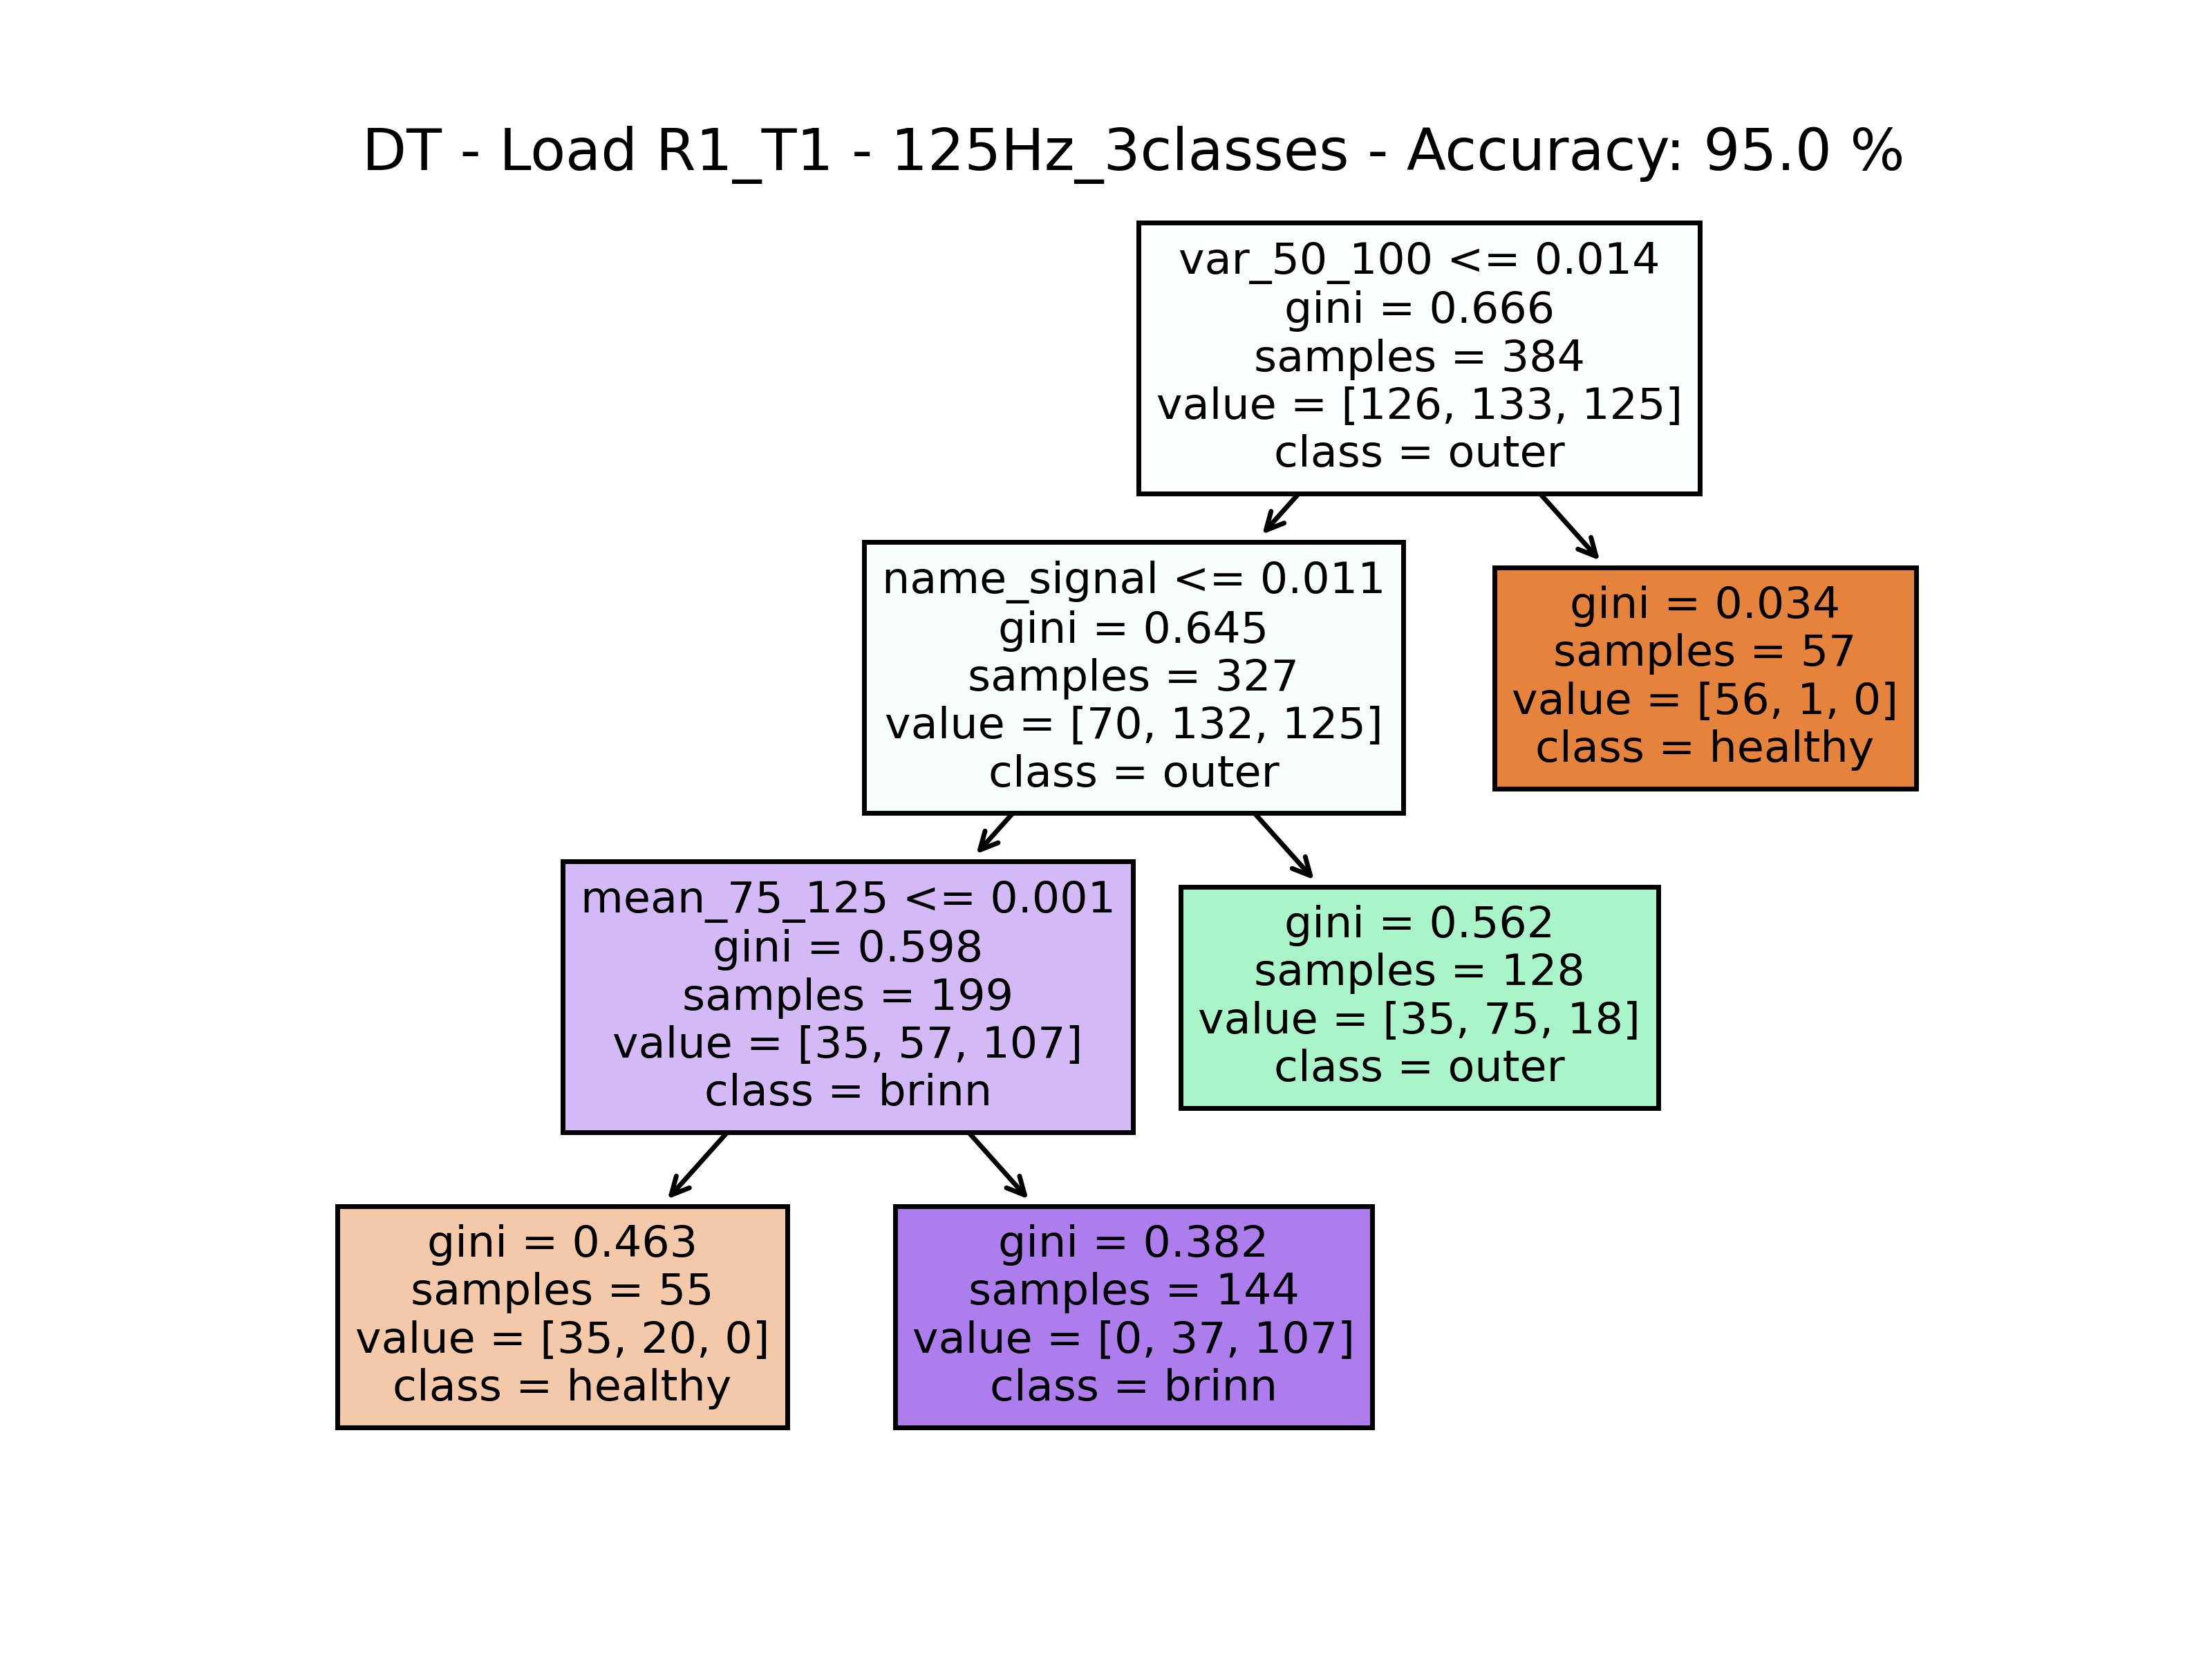 DT - Load R1_T1 - 125Hz_3classes - Accuracy: 95.0 %
var_50_100 <= 0.014
gini = 0.666
samples = 384
value = [126, 133, 125]
class = outer
name_signal <= 0.011
gini = 0.645
samples = 327
value = [70, 132, 125]
class = outer
gini = 0.034
samples = 57
value = [56, 1, 0]
class = healthy
mean_75_125 <= 0.001
gini = 0.598
samples = 199
value = [35, 57, 107]
class = brinn
gini = 0.562
samples = 128
value = [35, 75, 18]
class = outer
gini = 0.463
samples = 55
value = [35, 20, 0]
class = healthy
gini = 0.382
samples = 144
value = [0, 37, 107]
class = brinn